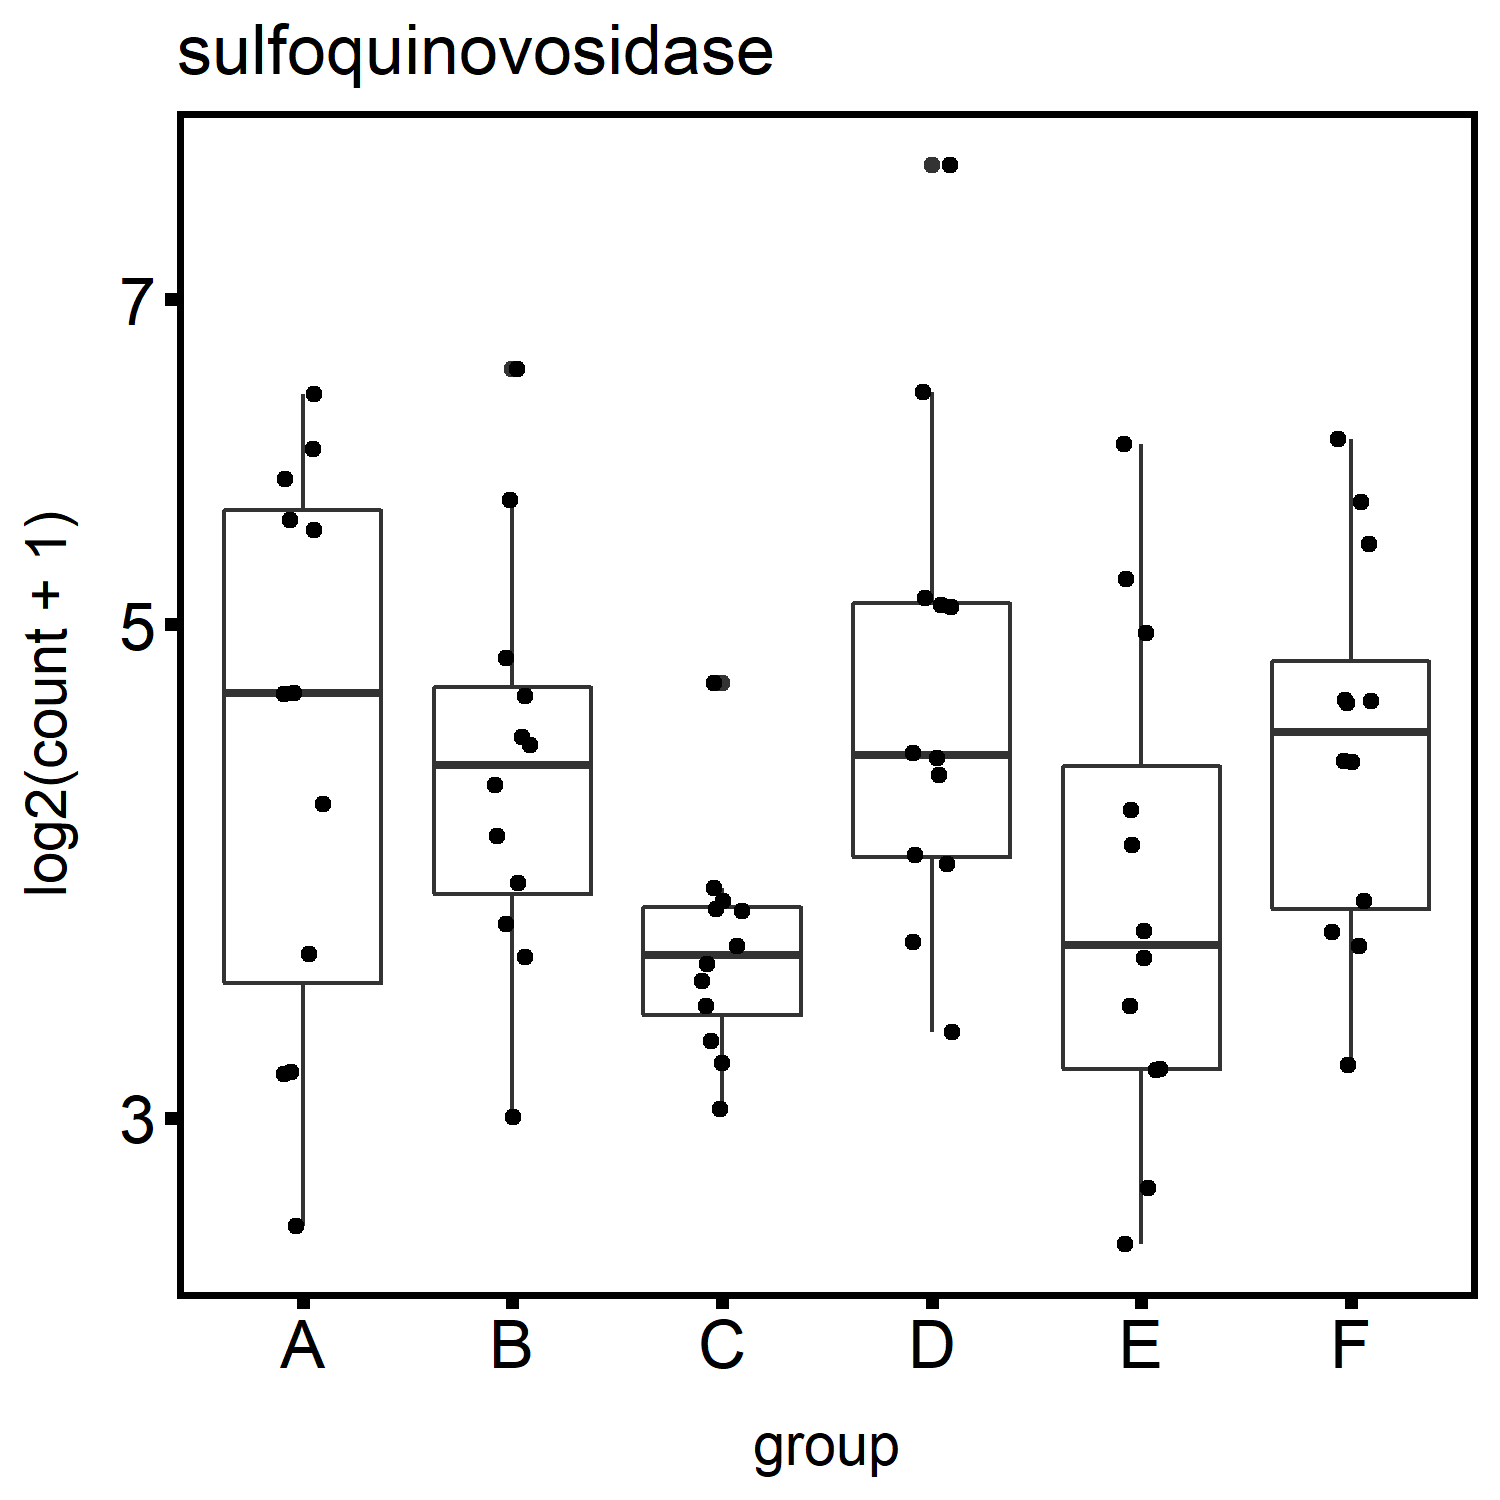 sulfoquinovosidase
log2(count + 1)
7
5
3
A B C D E F
group